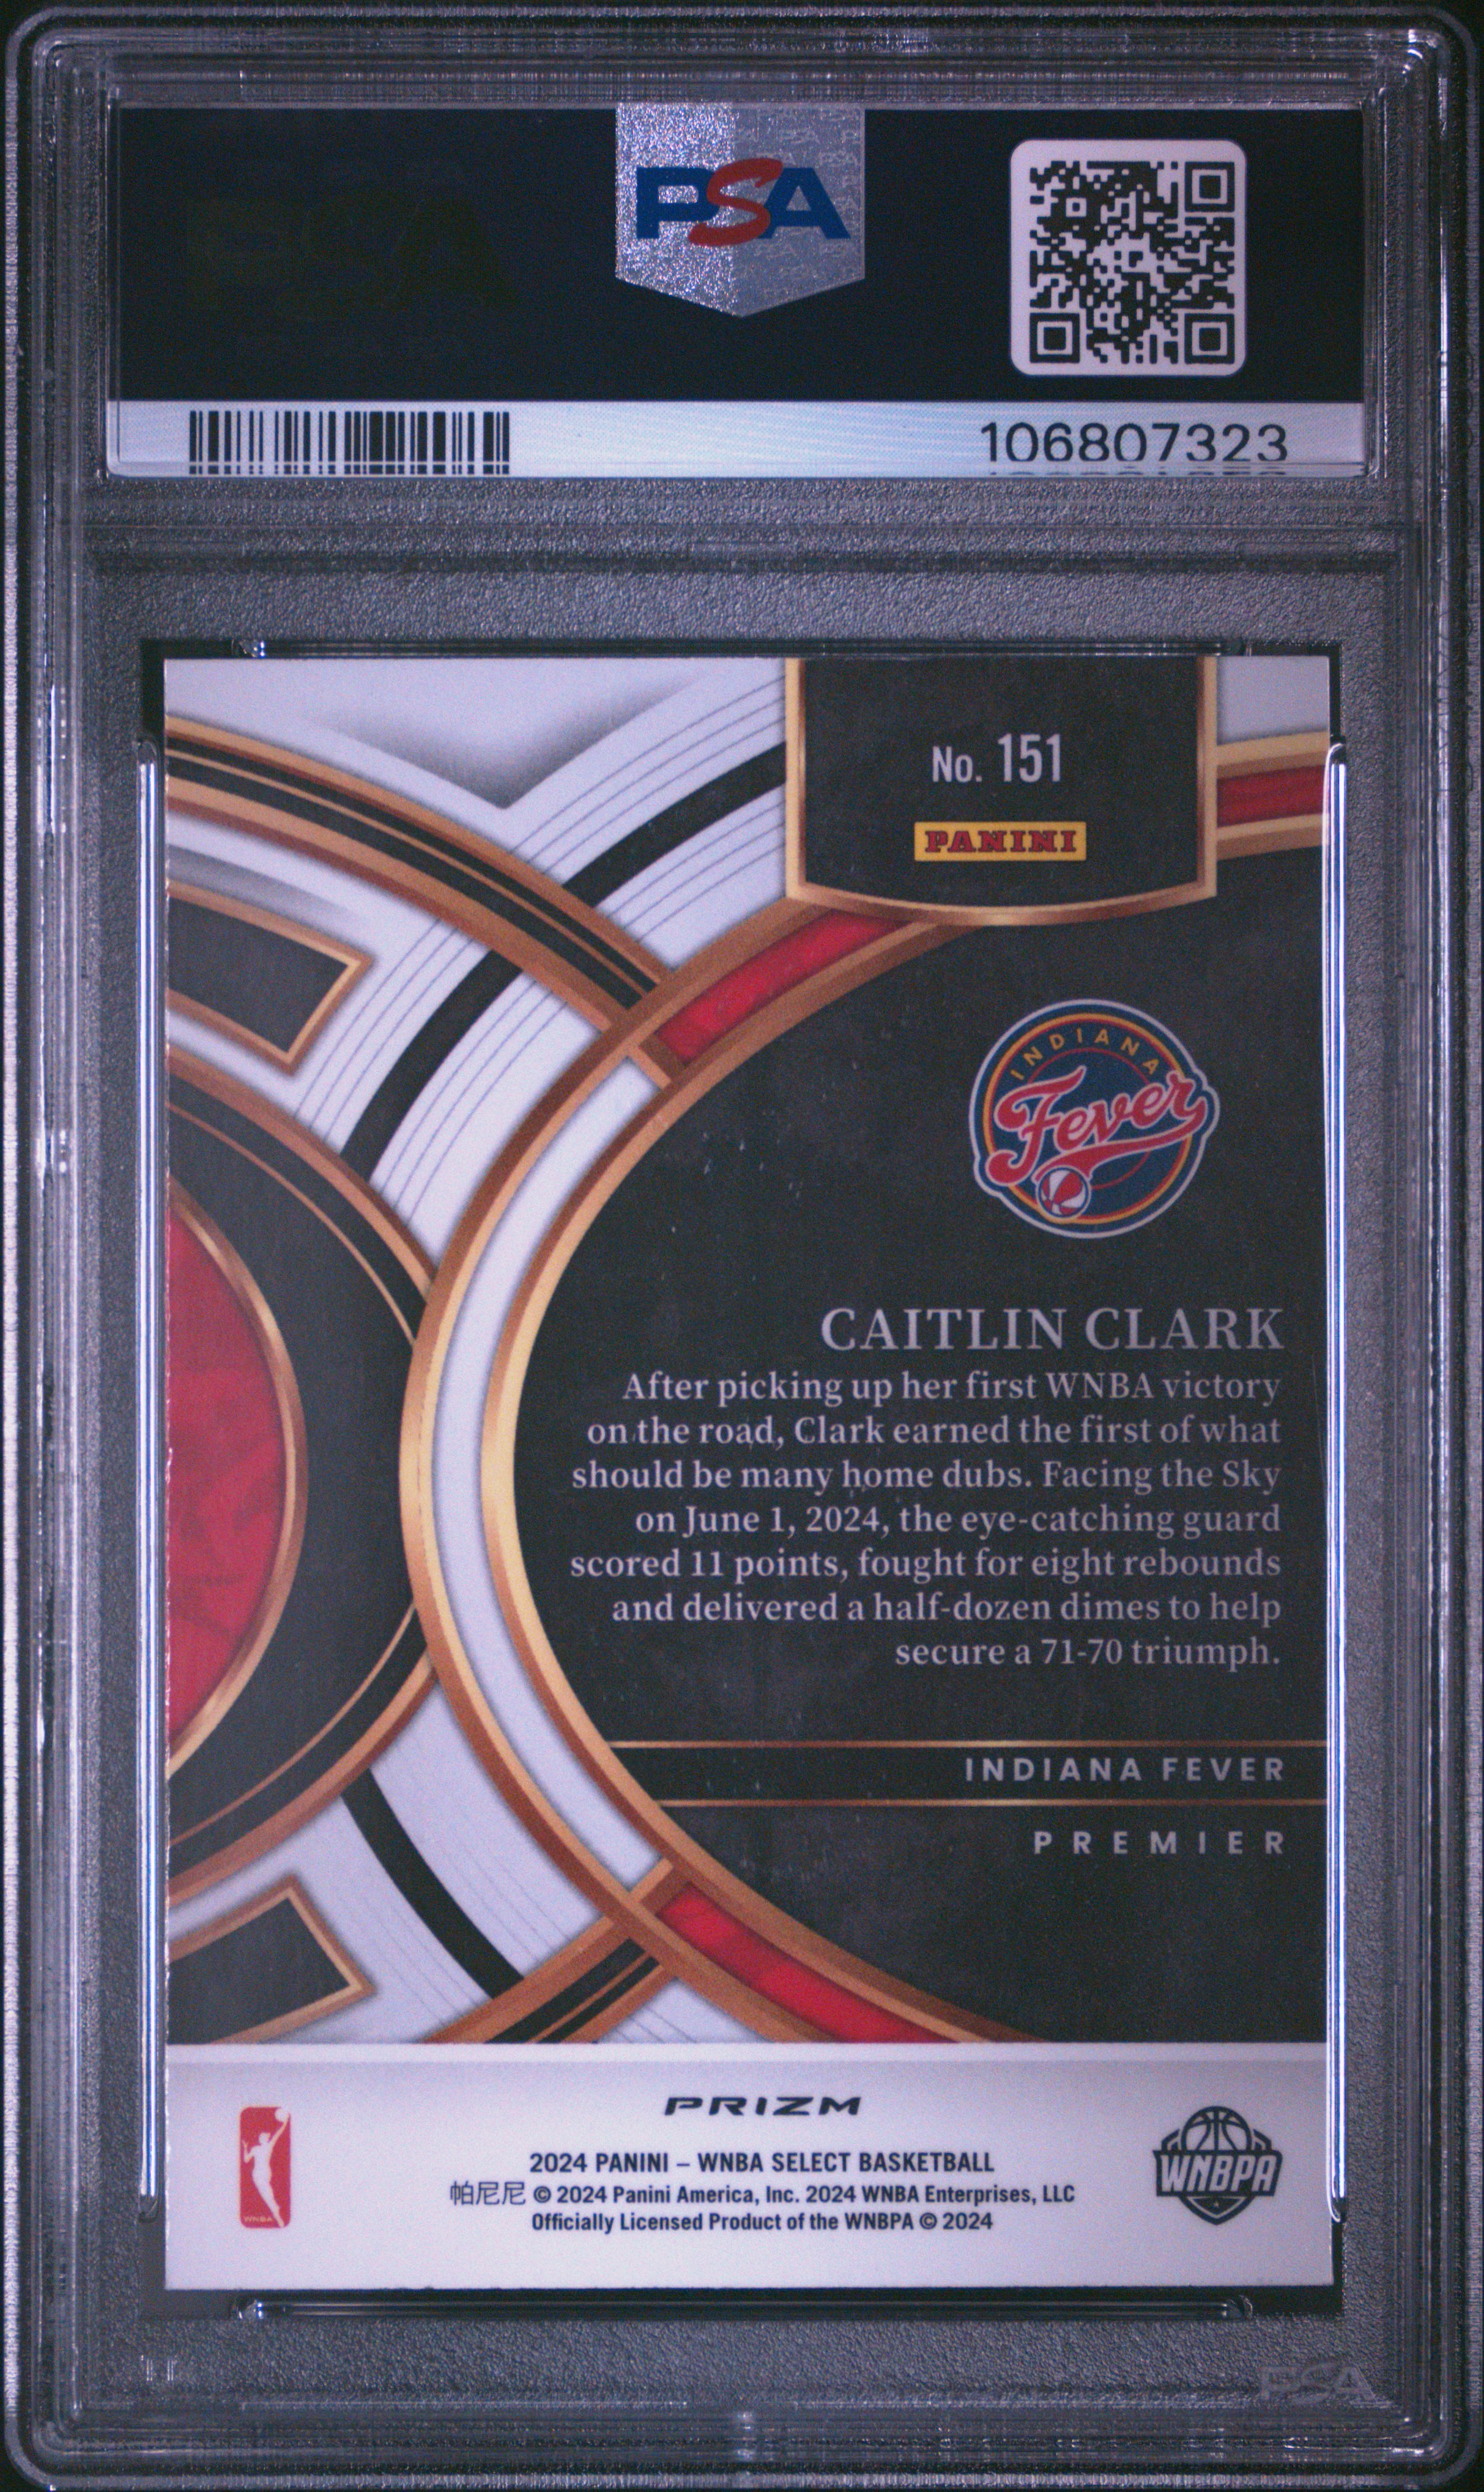 PSA
106807323
No. 151
PANINI
INDIANA
Fever
CAITLIN CLARK
After picking up her first WNBA victory
on the road, Clark earned the first of what
should be many home dubs. Facing the Sky
on June 1, 2024, the eye-catching guard
scored 11 points, fought for eight rebounds
and delivered a half-dozen dimes to help
secure a 71-70 triumph.
INDIANA FEVER
PREMIER
PRIZM
2024 PANINI – WNBA SELECT BASKETBALL
帕尼尼 © 2024 Panini America, Inc. 2024 WNBA Enterprises, LLC
Officially Licensed Product of the WNBPA © 2024
WNBA
WNBPA
PSA